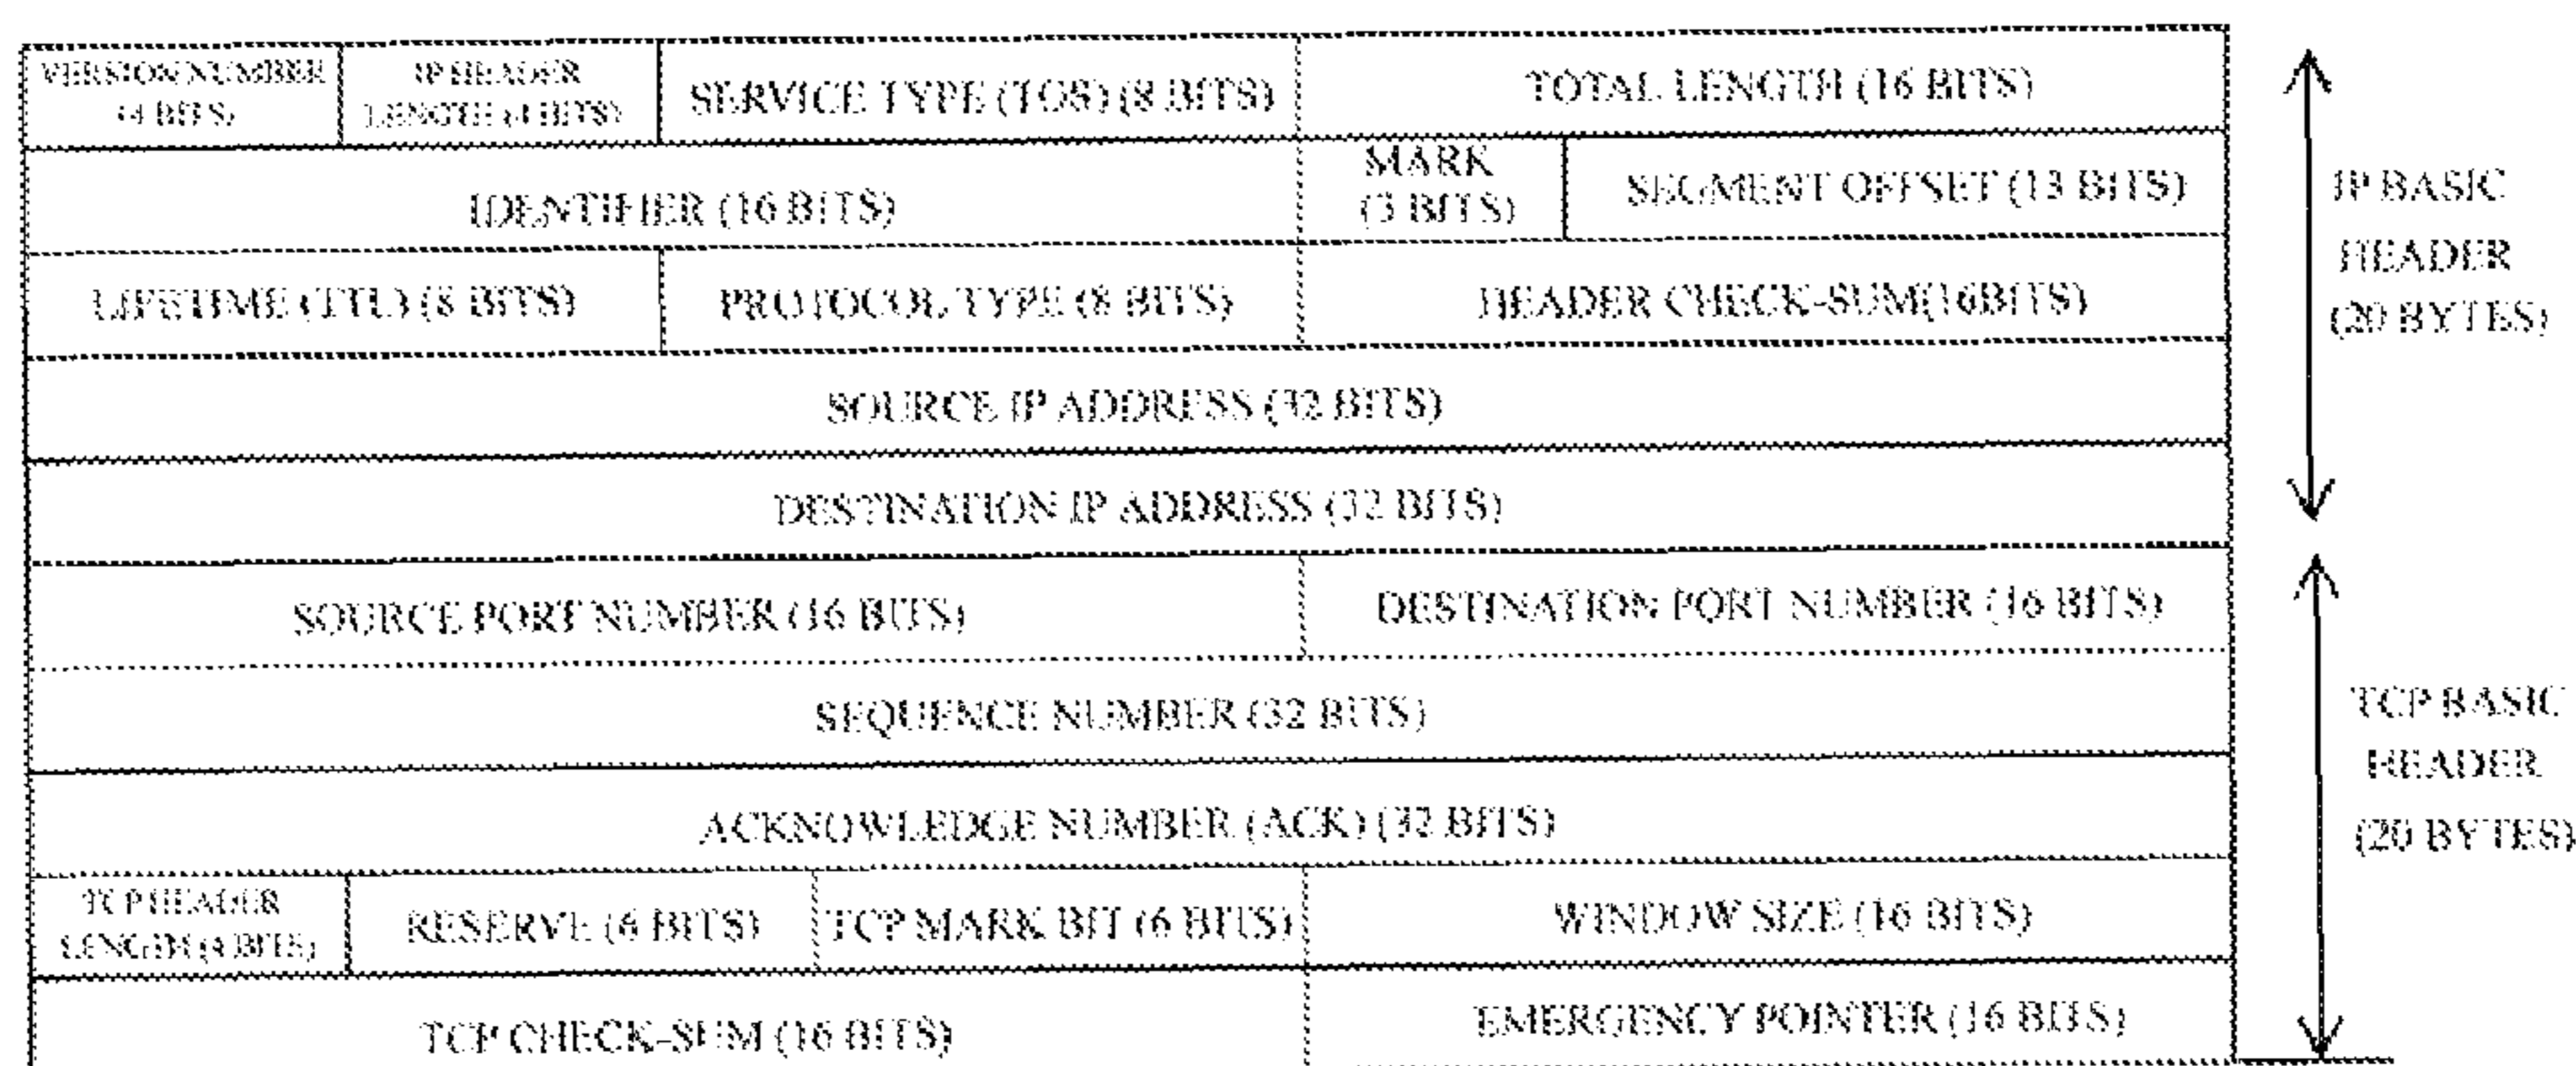 VERSION NUMBER
(4 BITS)
IP HEADER
LENGTH (4 BITS)
SERVICE TYPE (TOS) (8 BITS)
TOTAL LENGTH (16 BITS)
IDENTIFIER (16 BITS)
MARK
(3 BITS)
SEGMENT OFFSET (13 BITS)
LIFETIME (TTL) (8 BITS)
PROTOCOL TYPE (8 BITS)
HEADER CHECK-SUM(16BITS)
SOURCE IP ADDRESS (32 BITS)
DESTINATION IP ADDRESS (32 BITS)
IP BASIC
HEADER
(20 BYTES)
SOURCE PORT NUMBER (16 BITS)
DESTINATION PORT NUMBER (16 BITS)
SEQUENCE NUMBER (32 BITS)
ACKNOWLEDGE NUMBER (ACK) (32 BITS)
TCP HEADER
LENGTH (4 BITS)
RESERVE (6 BITS)
TCP MARK BIT (6 BITS)
WINDOW SIZE (16 BITS)
TCP CHECK-SUM (16 BITS)
EMERGENCY POINTER (16 BITS)
TCP BASIC
HEADER
(20 BYTES)